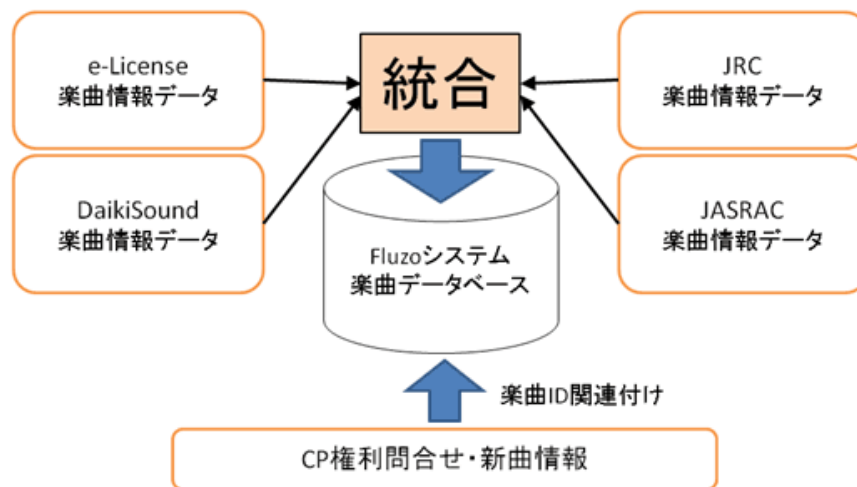 e-License
楽曲情報データ
統合
JRC
楽曲情報データ
DaikiSound
楽曲情報データ
Fluzoシステム
楽曲データベース
JASRAC
楽曲情報データ
楽曲ID関連付け
CP権利問合せ・新曲情報